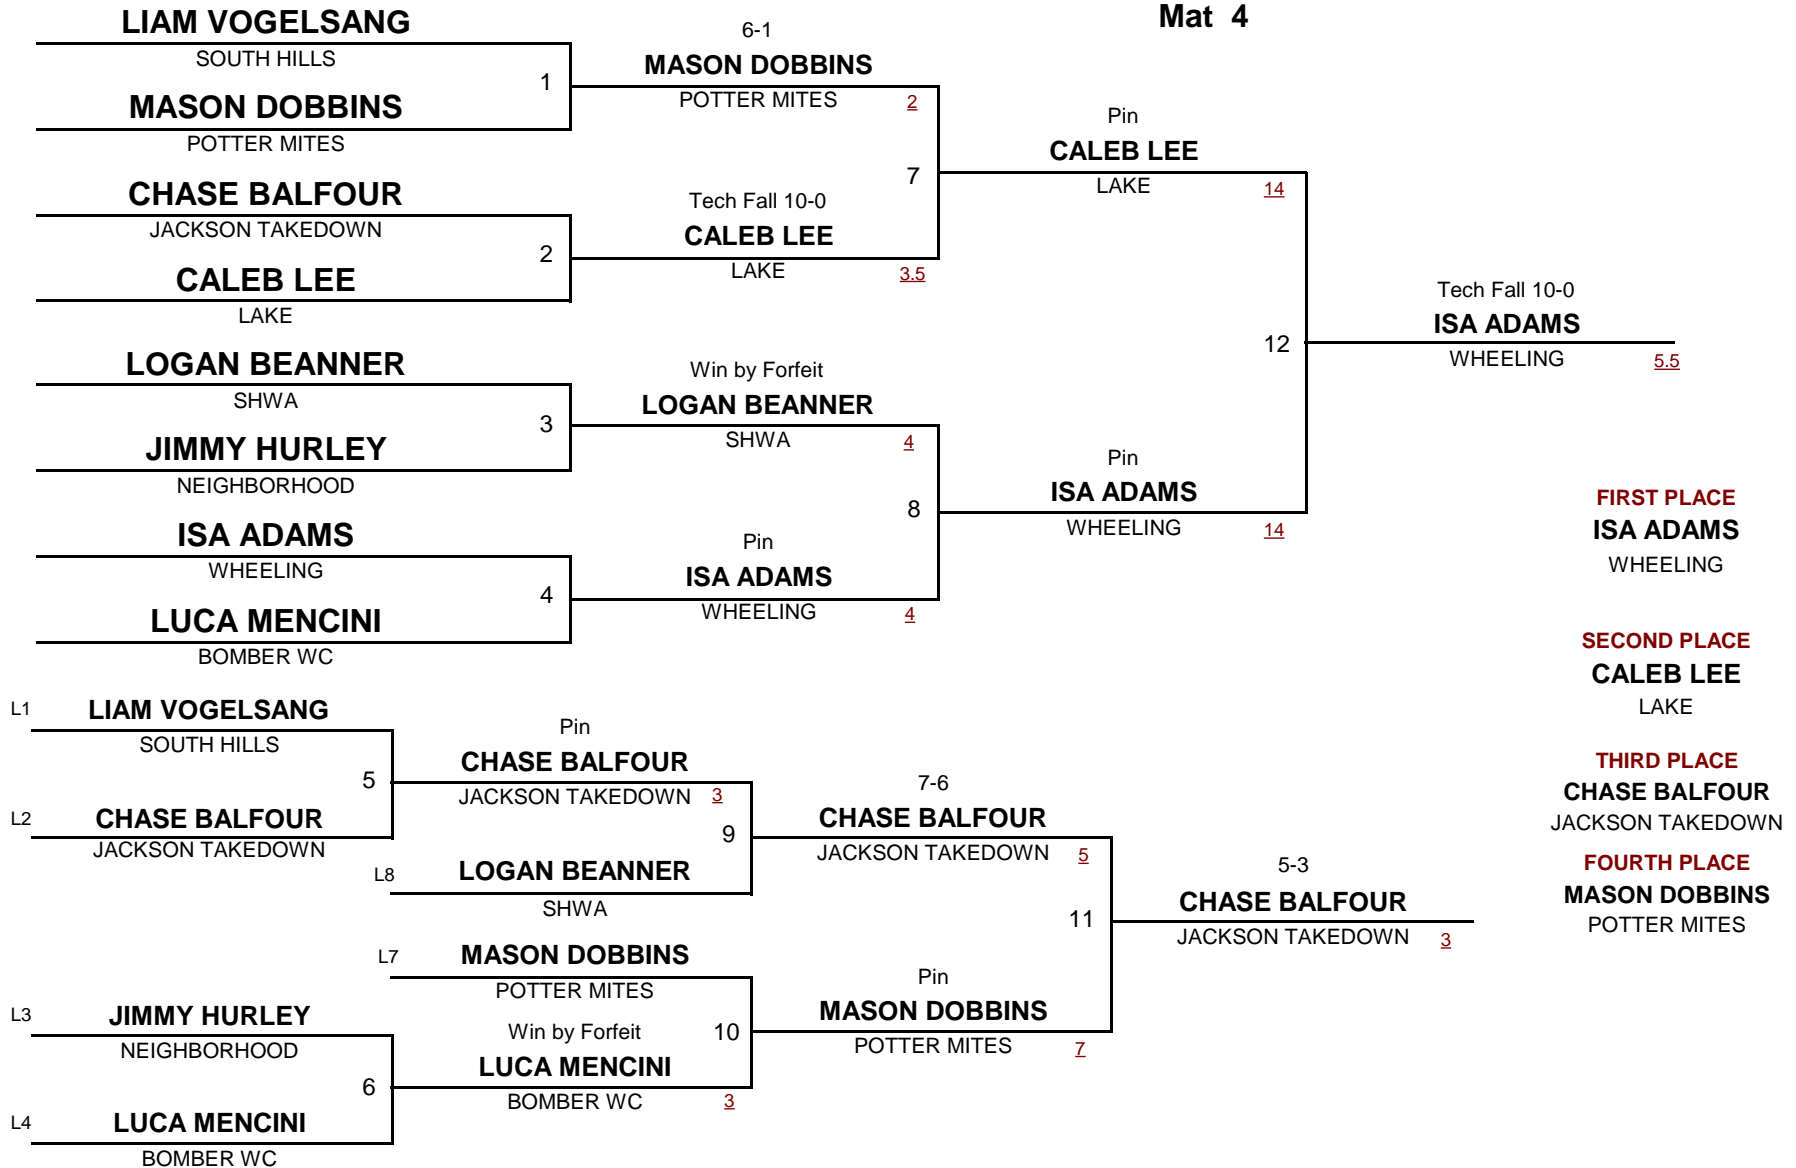 Mat 4
LIAM VOGELSANG
SOUTH HILLS
1
MASON DOBBINS
POTTER MITES
6-1
MASON DOBBINS
POTTER MITES 2
CHASE BALFOUR
JACKSON TAKEDOWN
2
CALEB LEE
LAKE
Tech Fall 10-0
CALEB LEE
LAKE 3.5
7
Pin
CALEB LEE
LAKE 14
LOGAN BEANNER
SHWA
3
JIMMY HURLEY
NEIGHBORHOOD
Win by Forfeit
LOGAN BEANNER
SHWA 4
ISA ADAMS
WHEELING
4
LUCA MENCINI
BOMBER WC
Pin
ISA ADAMS
WHEELING 4
8
Pin
ISA ADAMS
WHEELING 14
12
Tech Fall 10-0
ISA ADAMS
WHEELING 5.5
FIRST PLACE
ISA ADAMS
WHEELING
SECOND PLACE
CALEB LEE
LAKE
THIRD PLACE
CHASE BALFOUR
JACKSON TAKEDOWN
FOURTH PLACE
MASON DOBBINS
POTTER MITES
L1 LIAM VOGELSANG
SOUTH HILLS
5
L2 CHASE BALFOUR
JACKSON TAKEDOWN
Pin
CHASE BALFOUR
JACKSON TAKEDOWN 3
9
L8 LOGAN BEANNER
SHWA
7-6
CHASE BALFOUR
JACKSON TAKEDOWN 5
L7 MASON DOBBINS
POTTER MITES
L3 JIMMY HURLEY
NEIGHBORHOOD
6
L4 LUCA MENCINI
BOMBER WC
Win by Forfeit
10
LUCA MENCINI
BOMBER WC 3
Pin
MASON DOBBINS
POTTER MITES 7
11
5-3
CHASE BALFOUR
JACKSON TAKEDOWN 3